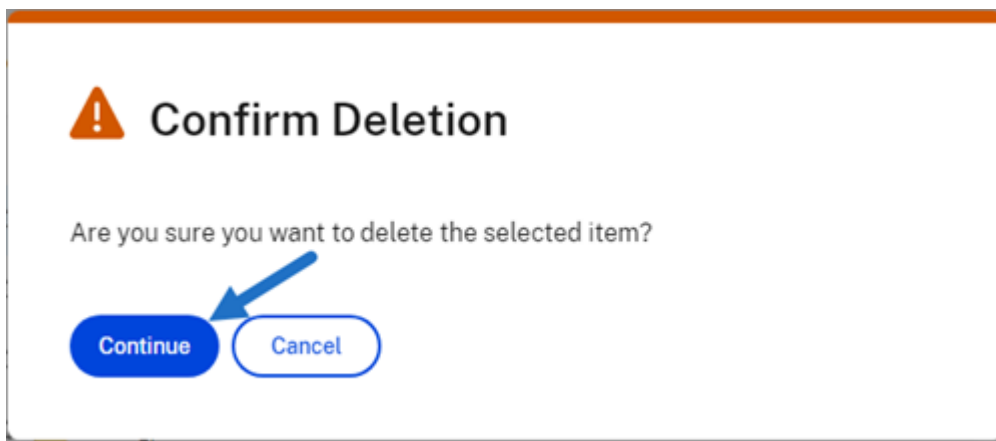 Confirm Deletion
Are you sure you want to delete the selected item?
Continue
Cancel